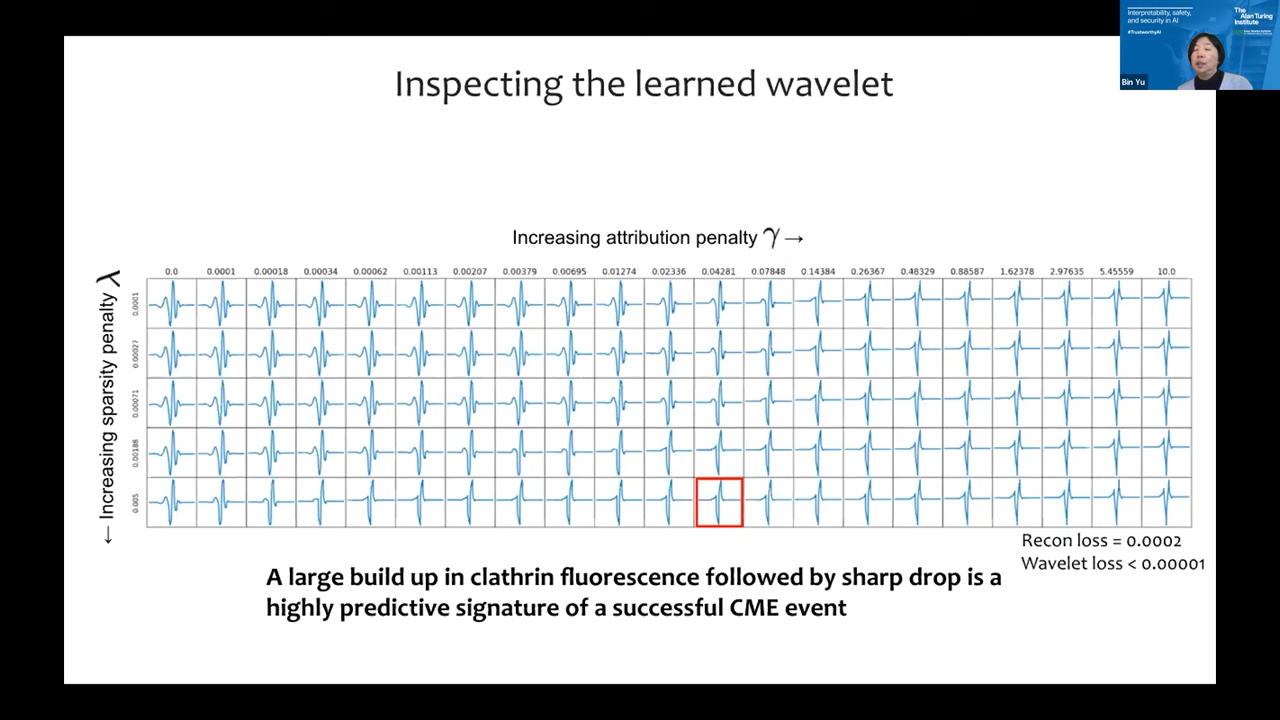 Interpretability, safety,
and security in AI
#TrustworthyAI
The
Alan Turing
Institute
Bin Yu
Inspecting the learned wavelet
Increasing attribution penalty γ →
← Increasing sparsity penalty λ
0.0 0.0001 0.00018 0.00034 0.00062 0.00113 0.00207 0.00379 0.00695 0.01274 0.02336 0.04281 0.07848 0.14384 0.26367 0.48329 0.88587 1.62378 2.97635 5.45559 10.0
0.0001
0.00027
0.00071
0.00188
0.005
Recon loss = 0.0002
Wavelet loss < 0.00001
A large build up in clathrin fluorescence followed by sharp drop is a
highly predictive signature of a successful CME event